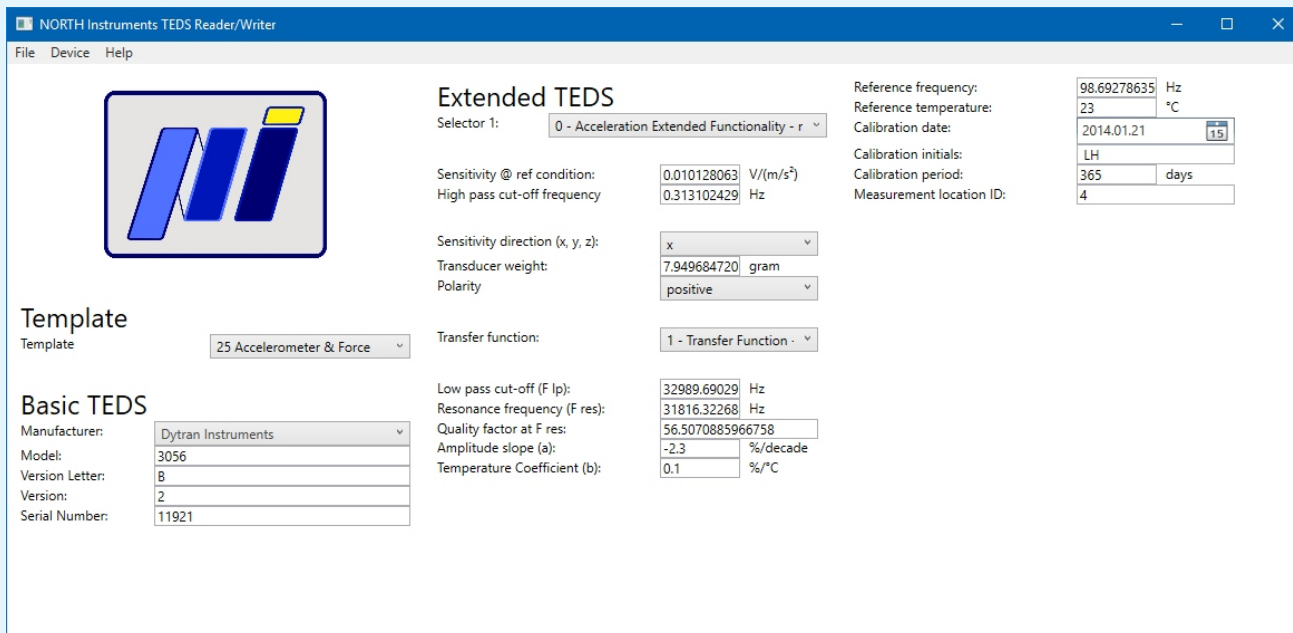 NORTH Instruments TEDS Reader/Writer
File Device Help
Template
Template 25 Accelerometer & Force
Basic TEDS
Manufacturer: Dytran Instruments
Model: 3056
Version Letter: B
Version: 2
Serial Number: 11921
Extended TEDS
Selector 1: 0 - Acceleration Extended Functionality - r
Sensitivity @ ref condition: 0.010128063 V/(m/s²)
High pass cut-off frequency 0.313102429 Hz
Sensitivity direction (x, y, z): x
Transducer weight: 7.949684720 gram
Polarity positive
Transfer function: 1 - Transfer Function -
Low pass cut-off (F lp): 32989.69029 Hz
Resonance frequency (F res): 31816.32268 Hz
Quality factor at F res: 56.5070885966758
Amplitude slope (a): -2.3 %/decade
Temperature Coefficient (b): 0.1 %/°C
Reference frequency: 98.69278635 Hz
Reference temperature: 23 °C
Calibration date: 2014.01.21 15
Calibration initials: LH
Calibration period: 365 days
Measurement location ID: 4